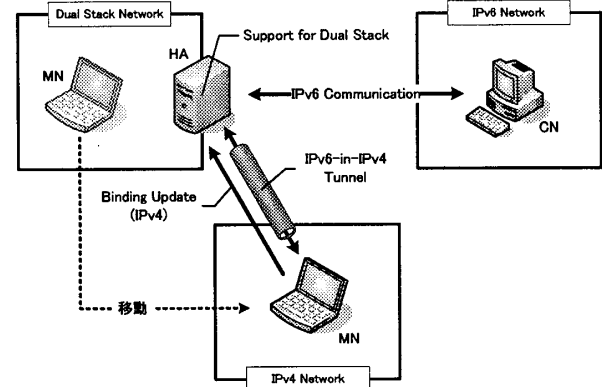 Dual Stack Network
IPv6 Network
HA
Support for Dual Stack
MN
IPv6 Communication
CN
IPv6-in-IPv4
Tunnel
Binding Update
(IPv4)
移動
MN
IPv4 Network